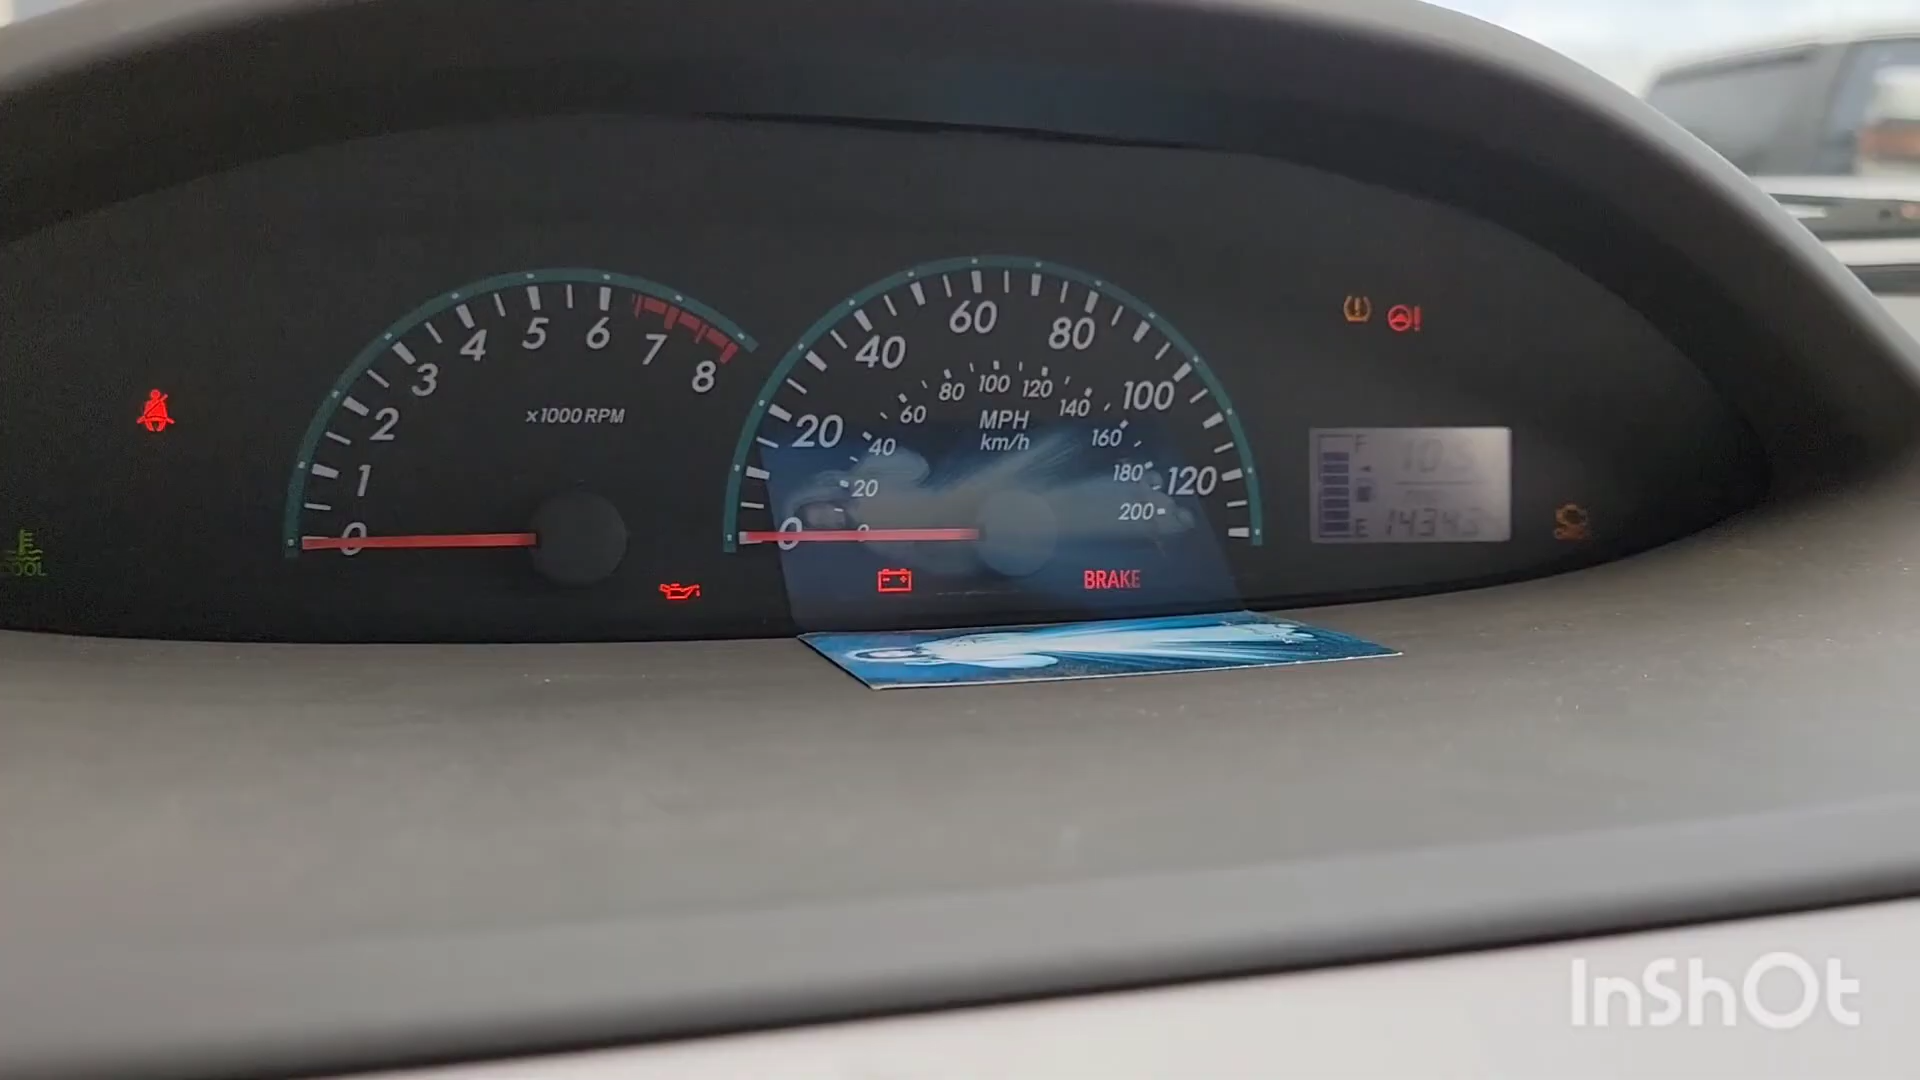 0 1 2 3 4 5 6 7 8
x1000 RPM
0 20 40 60 80 100 120
20 40 60 80 100 120 140 160 180 200
MPH
km/h
F
E
COOL
BRAKE
InShOt